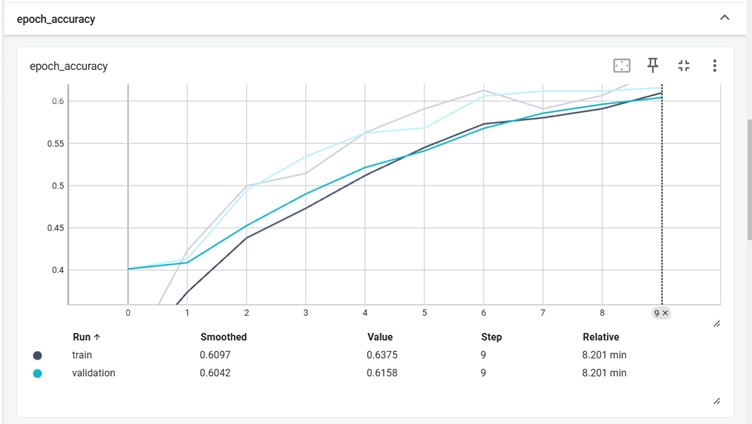 epoch_accuracy
epoch_accuracy
0.6
0.55
0.5
0.45
0.4
0 1 2 3 4 5 6 7 8 9 ×
Run ↑ Smoothed Value Step Relative
train 0.6097 0.6375 9 8.201 min
validation 0.6042 0.6158 9 8.201 min